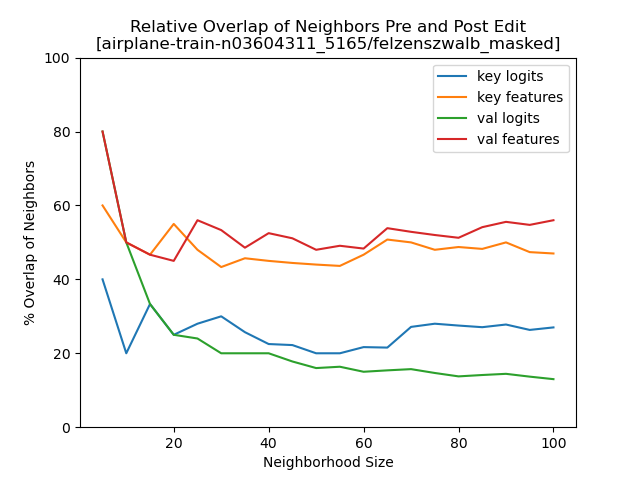 Relative Overlap of Neighbors Pre and Post Edit
[airplane-train-n03604311_5165/felzenszwalb_masked]
100
80
60
40
20
0
% Overlap of Neighbors
key logits
key features
val logits
val features
20 40 60 80 100
Neighborhood Size